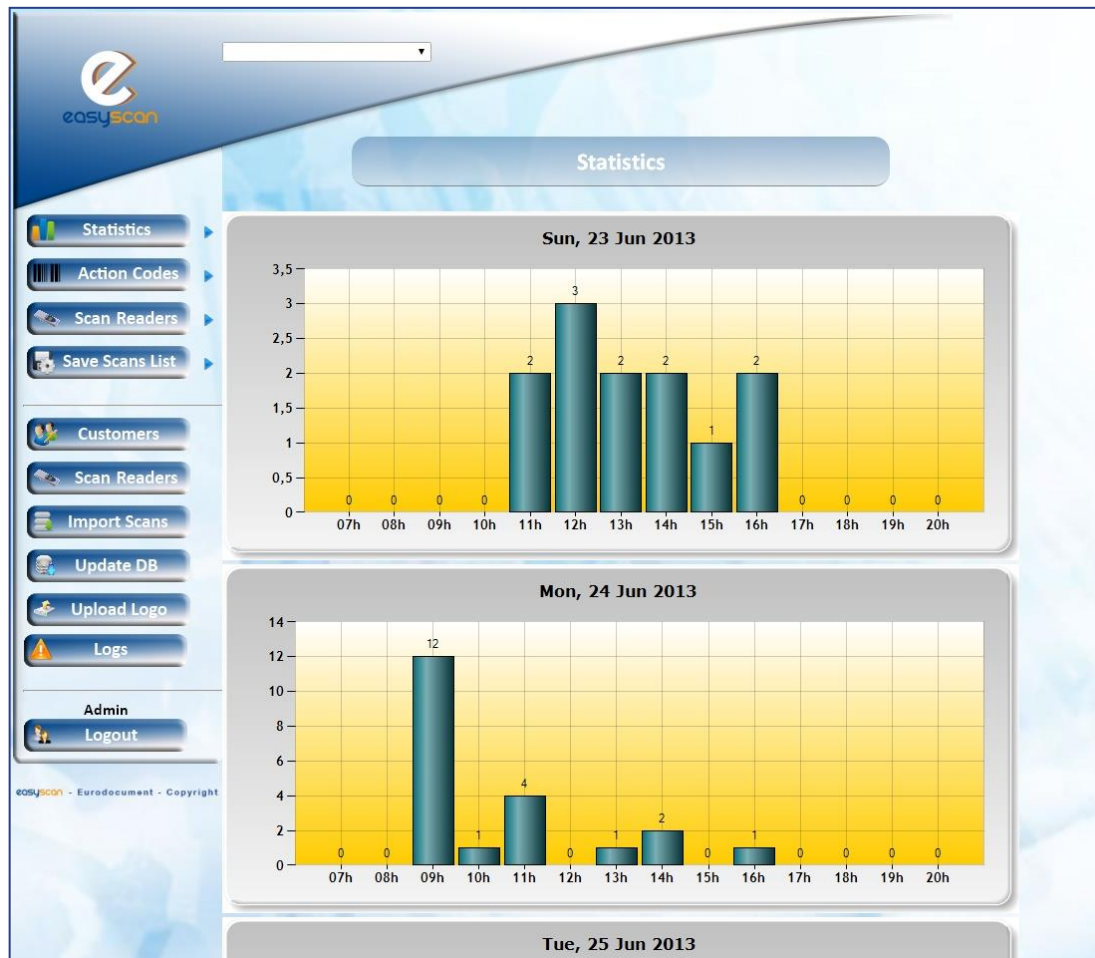 easyscan
Statistics
Statistics
Action Codes
Scan Readers
Save Scans List
Customers
Scan Readers
Import Scans
Update DB
Upload Logo
Logs
Admin
Logout
easyscan - Eurodocument - Copyright
Sun, 23 Jun 2013
3,5
3
2,5
2
1,5
1
0,5
0
0 0 0 0 2 3 2 2 1 2 0 0 0 0
07h 08h 09h 10h 11h 12h 13h 14h 15h 16h 17h 18h 19h 20h
Mon, 24 Jun 2013
14
12
10
8
6
4
2
0
0 0 12 1 4 0 1 2 0 1 0 0 0 0
07h 08h 09h 10h 11h 12h 13h 14h 15h 16h 17h 18h 19h 20h
Tue, 25 Jun 2013